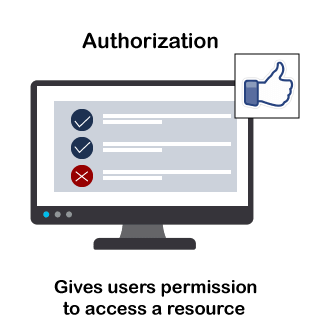 Authorization
Gives users permission
to access a resource